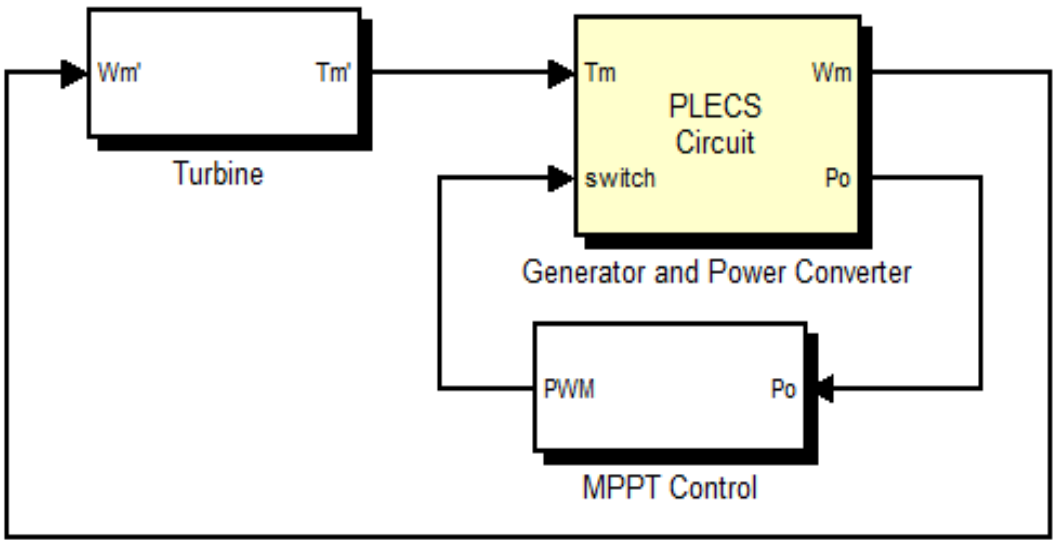 Wm' Tm'
Turbine
Tm Wm
PLECS
Circuit
switch Po
Generator and Power Converter
PWM Po
MPPT Control